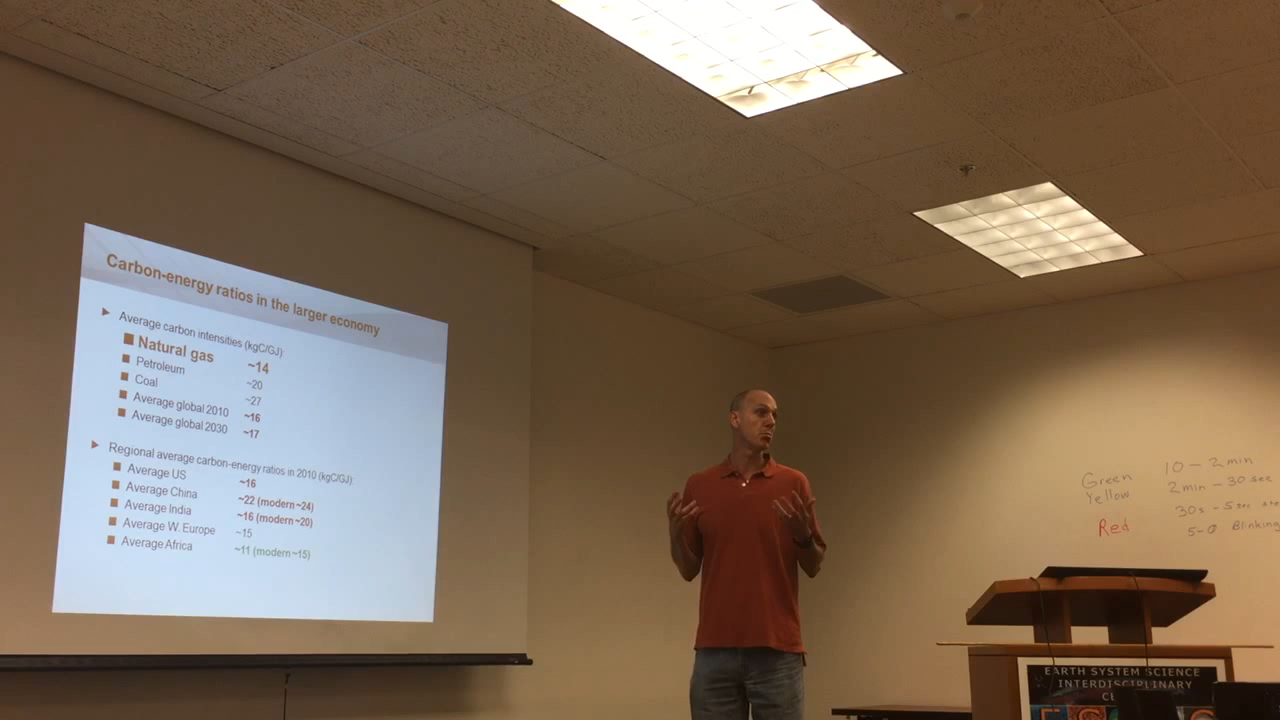 Carbon-energy ratios in the larger economy
Average carbon intensities (kgC/GJ):
Natural gas ~14
Petroleum ~20
Coal ~27
Average global 2010 ~16
Average global 2030 ~17
Regional average carbon-energy ratios in 2010 (kgC/GJ):
Average US ~16
Average China ~22 (modern ~24)
Average India ~16 (modern ~20)
Average W. Europe ~15
Average Africa ~11 (modern ~15)
Green 10 - 2 min
Yellow 2 min - 30 sec
30s - 5 sec
Red 5-0 Blinking
EARTH SYSTEM SCIENCE
INTERDISCIPLINARY